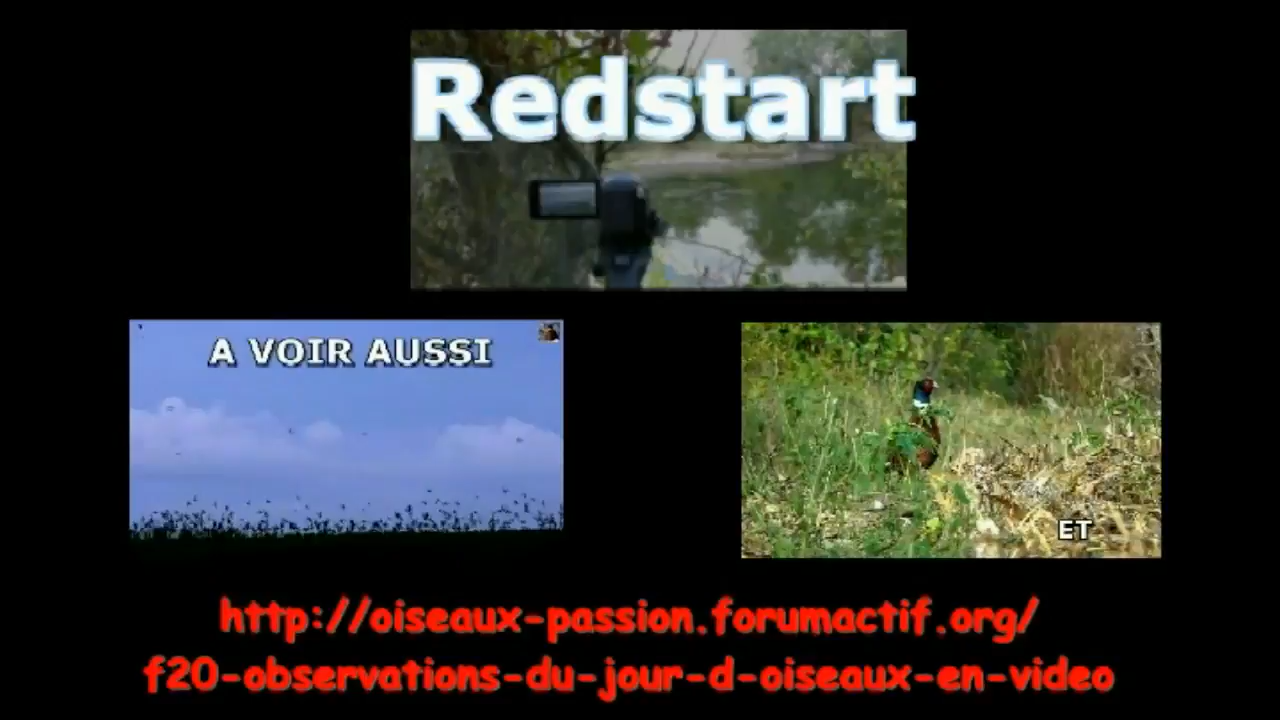 Redstart
A VOIR AUSSI
ET
http://oiseaux-passion.forumactif.org/
f20-observations-du-jour-d-oiseaux-en-video